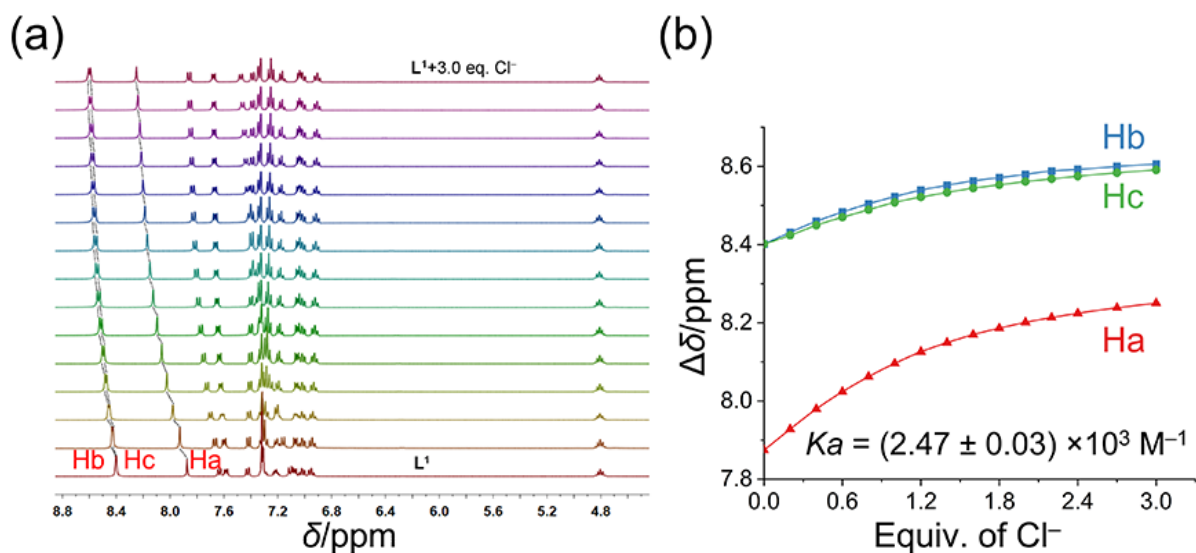 (a)
L¹+3.0 eq. Cl⁻
Hb Hc Ha
L¹
8.8 8.4 8.0 7.6 7.2 6.8 6.4 6.0 5.6 5.2 4.8
δ/ppm
(b)
Δδ/ppm
8.6
8.4
8.2
8.0
7.8
Hb
Hc
Ha
Ka = (2.47 ± 0.03) ×10³ M⁻¹
0.0 0.6 1.2 1.8 2.4 3.0
Equiv. of Cl⁻